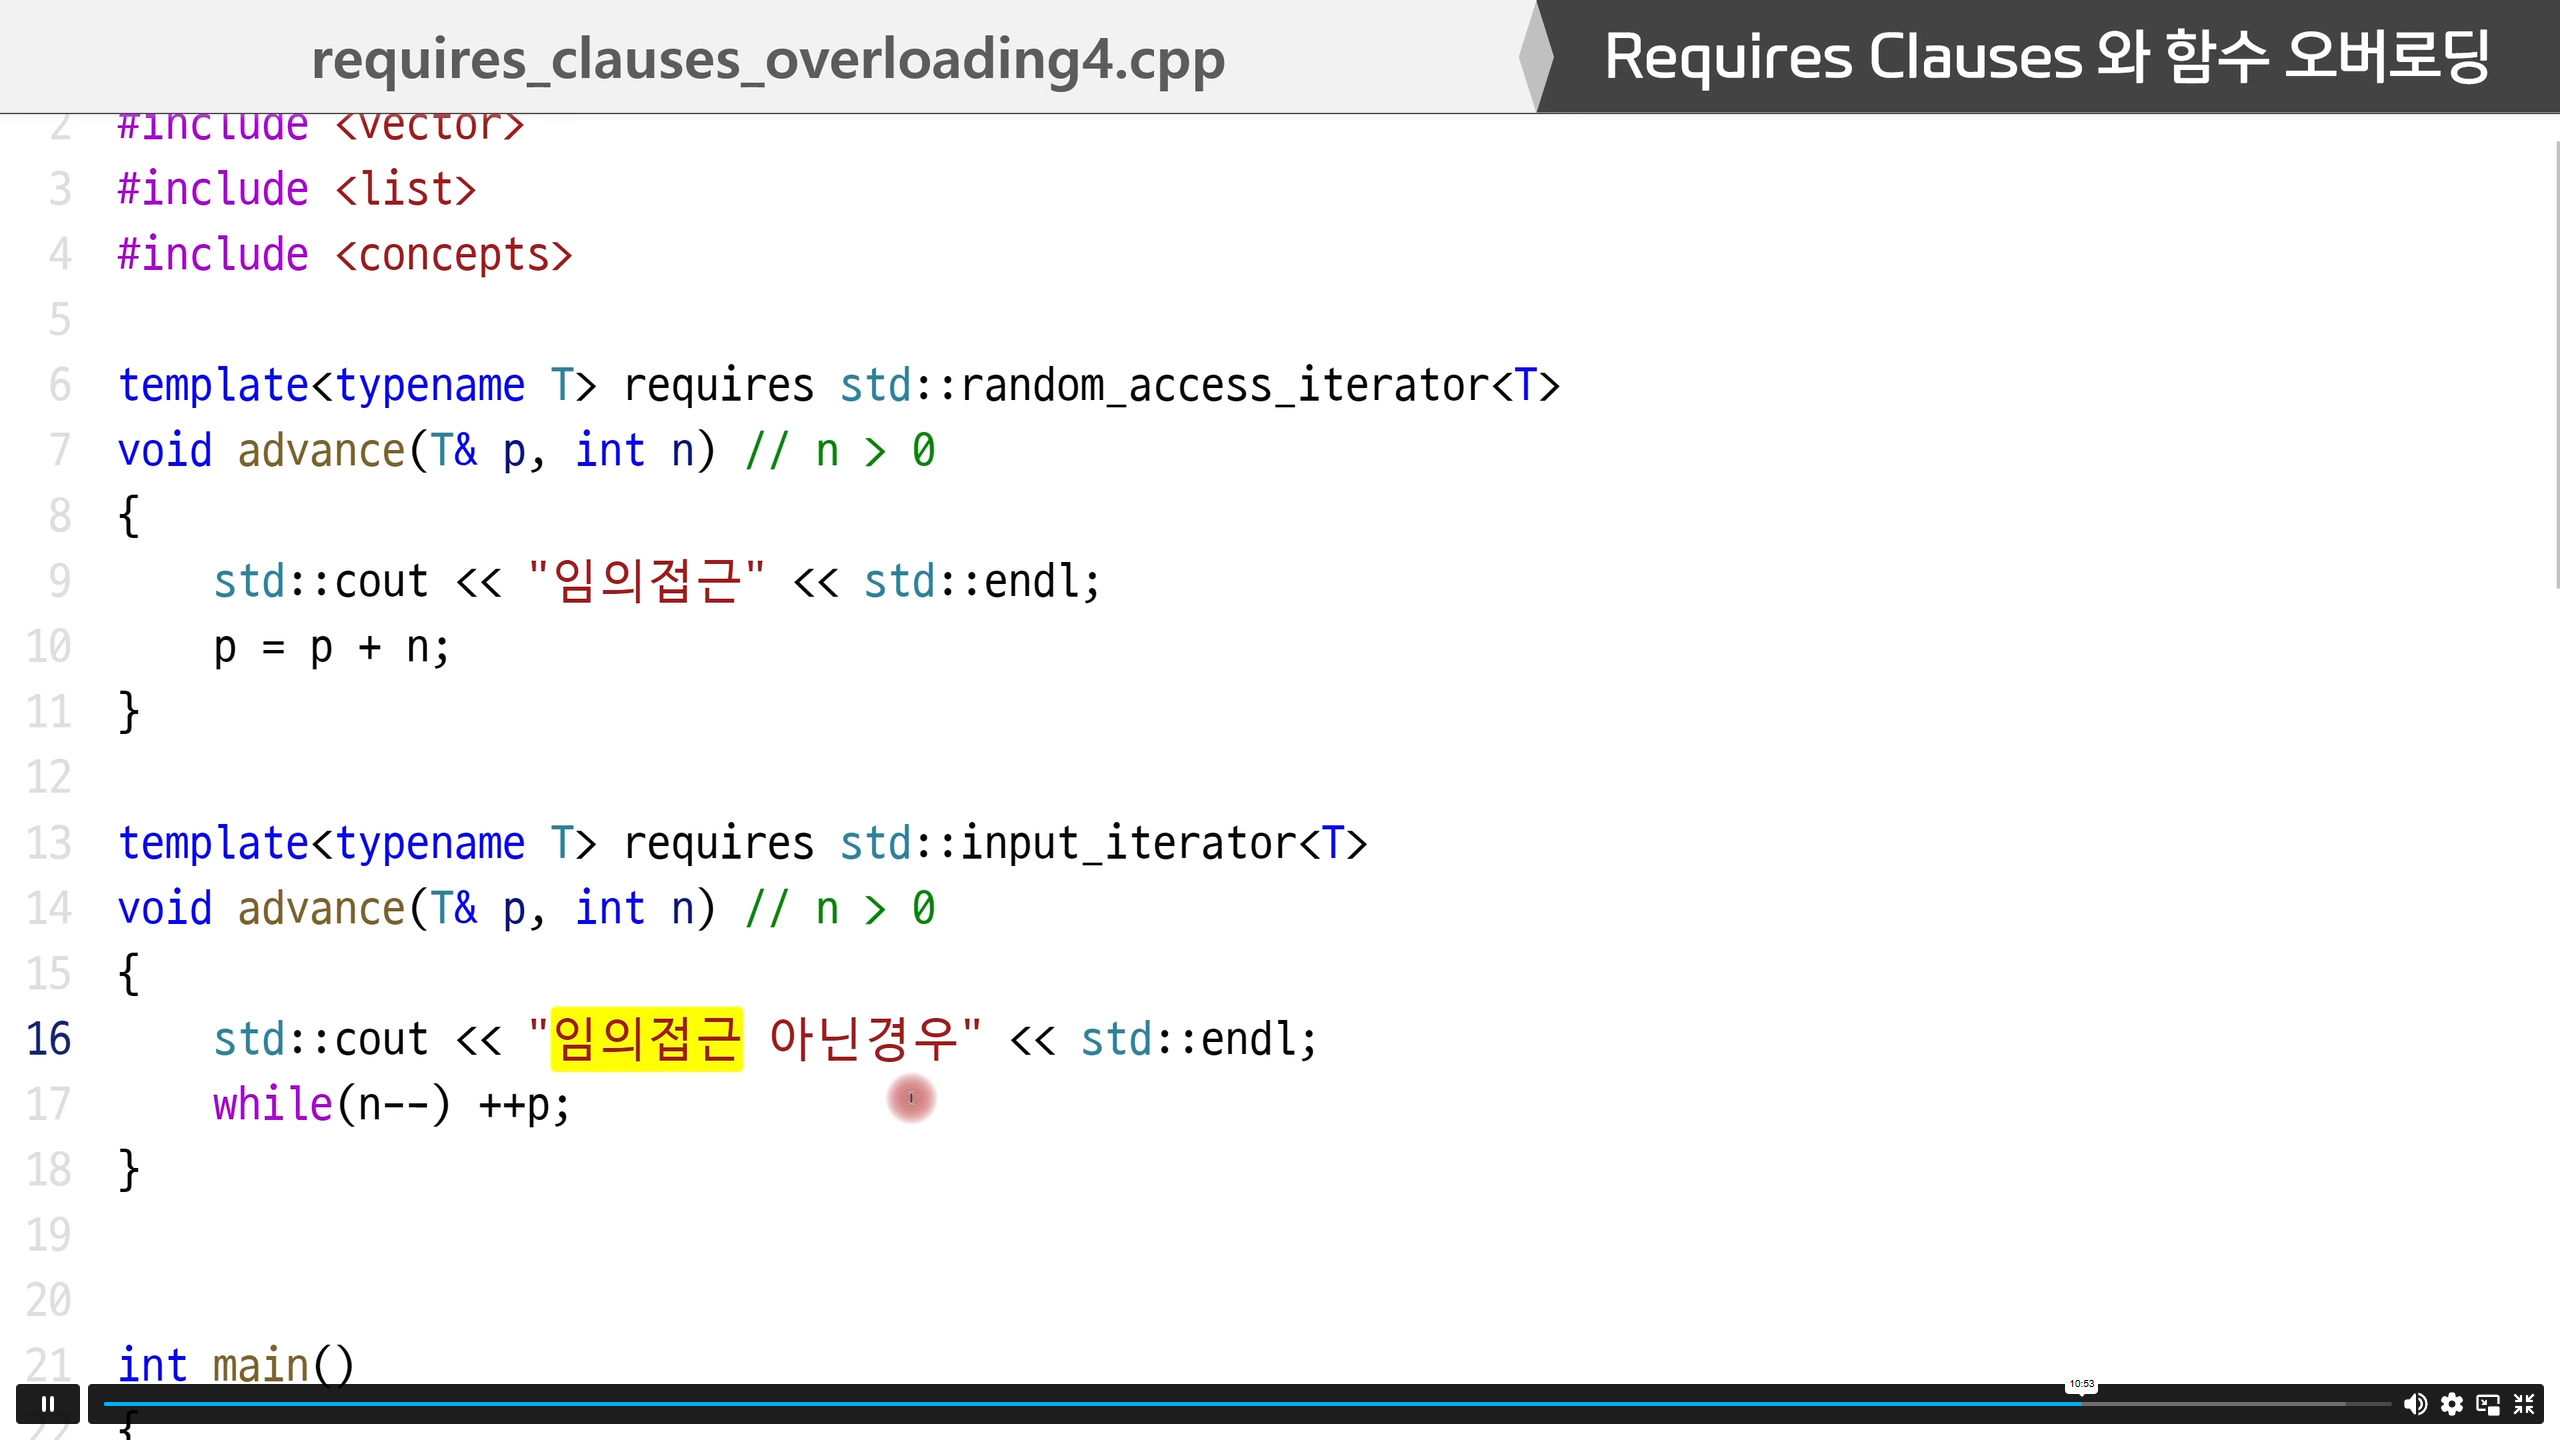 requires_clauses_overloading4.cpp
Requires Clauses 와 함수 오버로딩
2 #include <vector>
3 #include <list>
4 #include <concepts>
5
6 template<typename T> requires std::random_access_iterator<T>
7 void advance(T& p, int n) // n > 0
8 {
9 std::cout << "임의접근" << std::endl;
10 p = p + n;
11 }
12
13 template<typename T> requires std::input_iterator<T>
14 void advance(T& p, int n) // n > 0
15 {
16 std::cout << "임의접근 아닌경우" << std::endl;
17 while(n--) ++p;
18 }
19
20
21 int main()
22 {
10:53